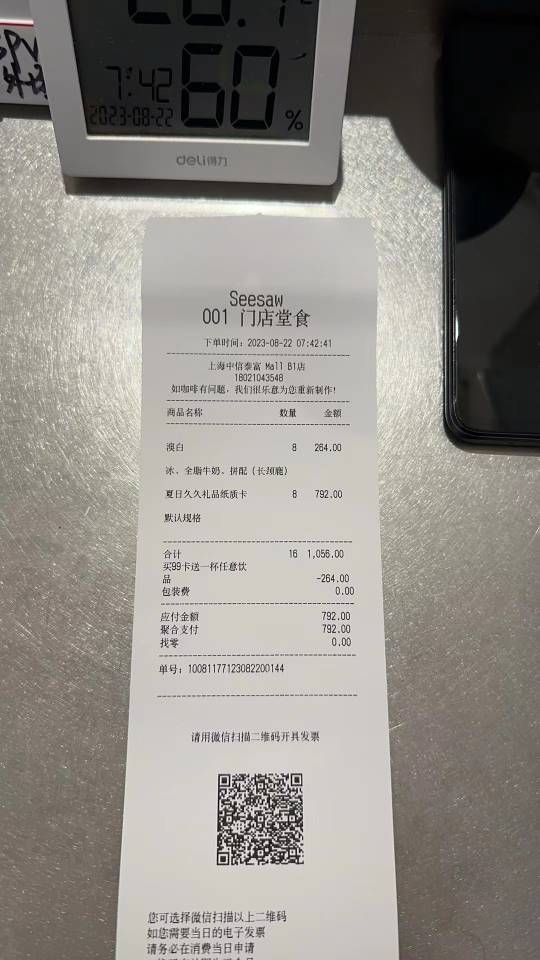 7:42
2023-08-22
60
%
deli得力
Seesaw
001 门店堂食
下单时间：2023-08-22 07:42:41
上海中信泰富 Mall B1店
18021043548
如咖啡有问题，我们很乐意为您重新制作！
商品名称 数量 金额
澳白 8 264.00
冰、全脂牛奶、拼配（长颈鹿）
夏日久久礼品纸质卡 8 792.00
默认规格
合计 16 1,056.00
买99卡送一杯任意饮
品 -264.00
包装费 0.00
应付金额 792.00
聚合支付 792.00
找零 0.00
单号：10081177123082200144
请用微信扫描二维码开具发票
您可选择微信扫描以上二维码
如您需要当日的电子发票
请务必在消费当日申请